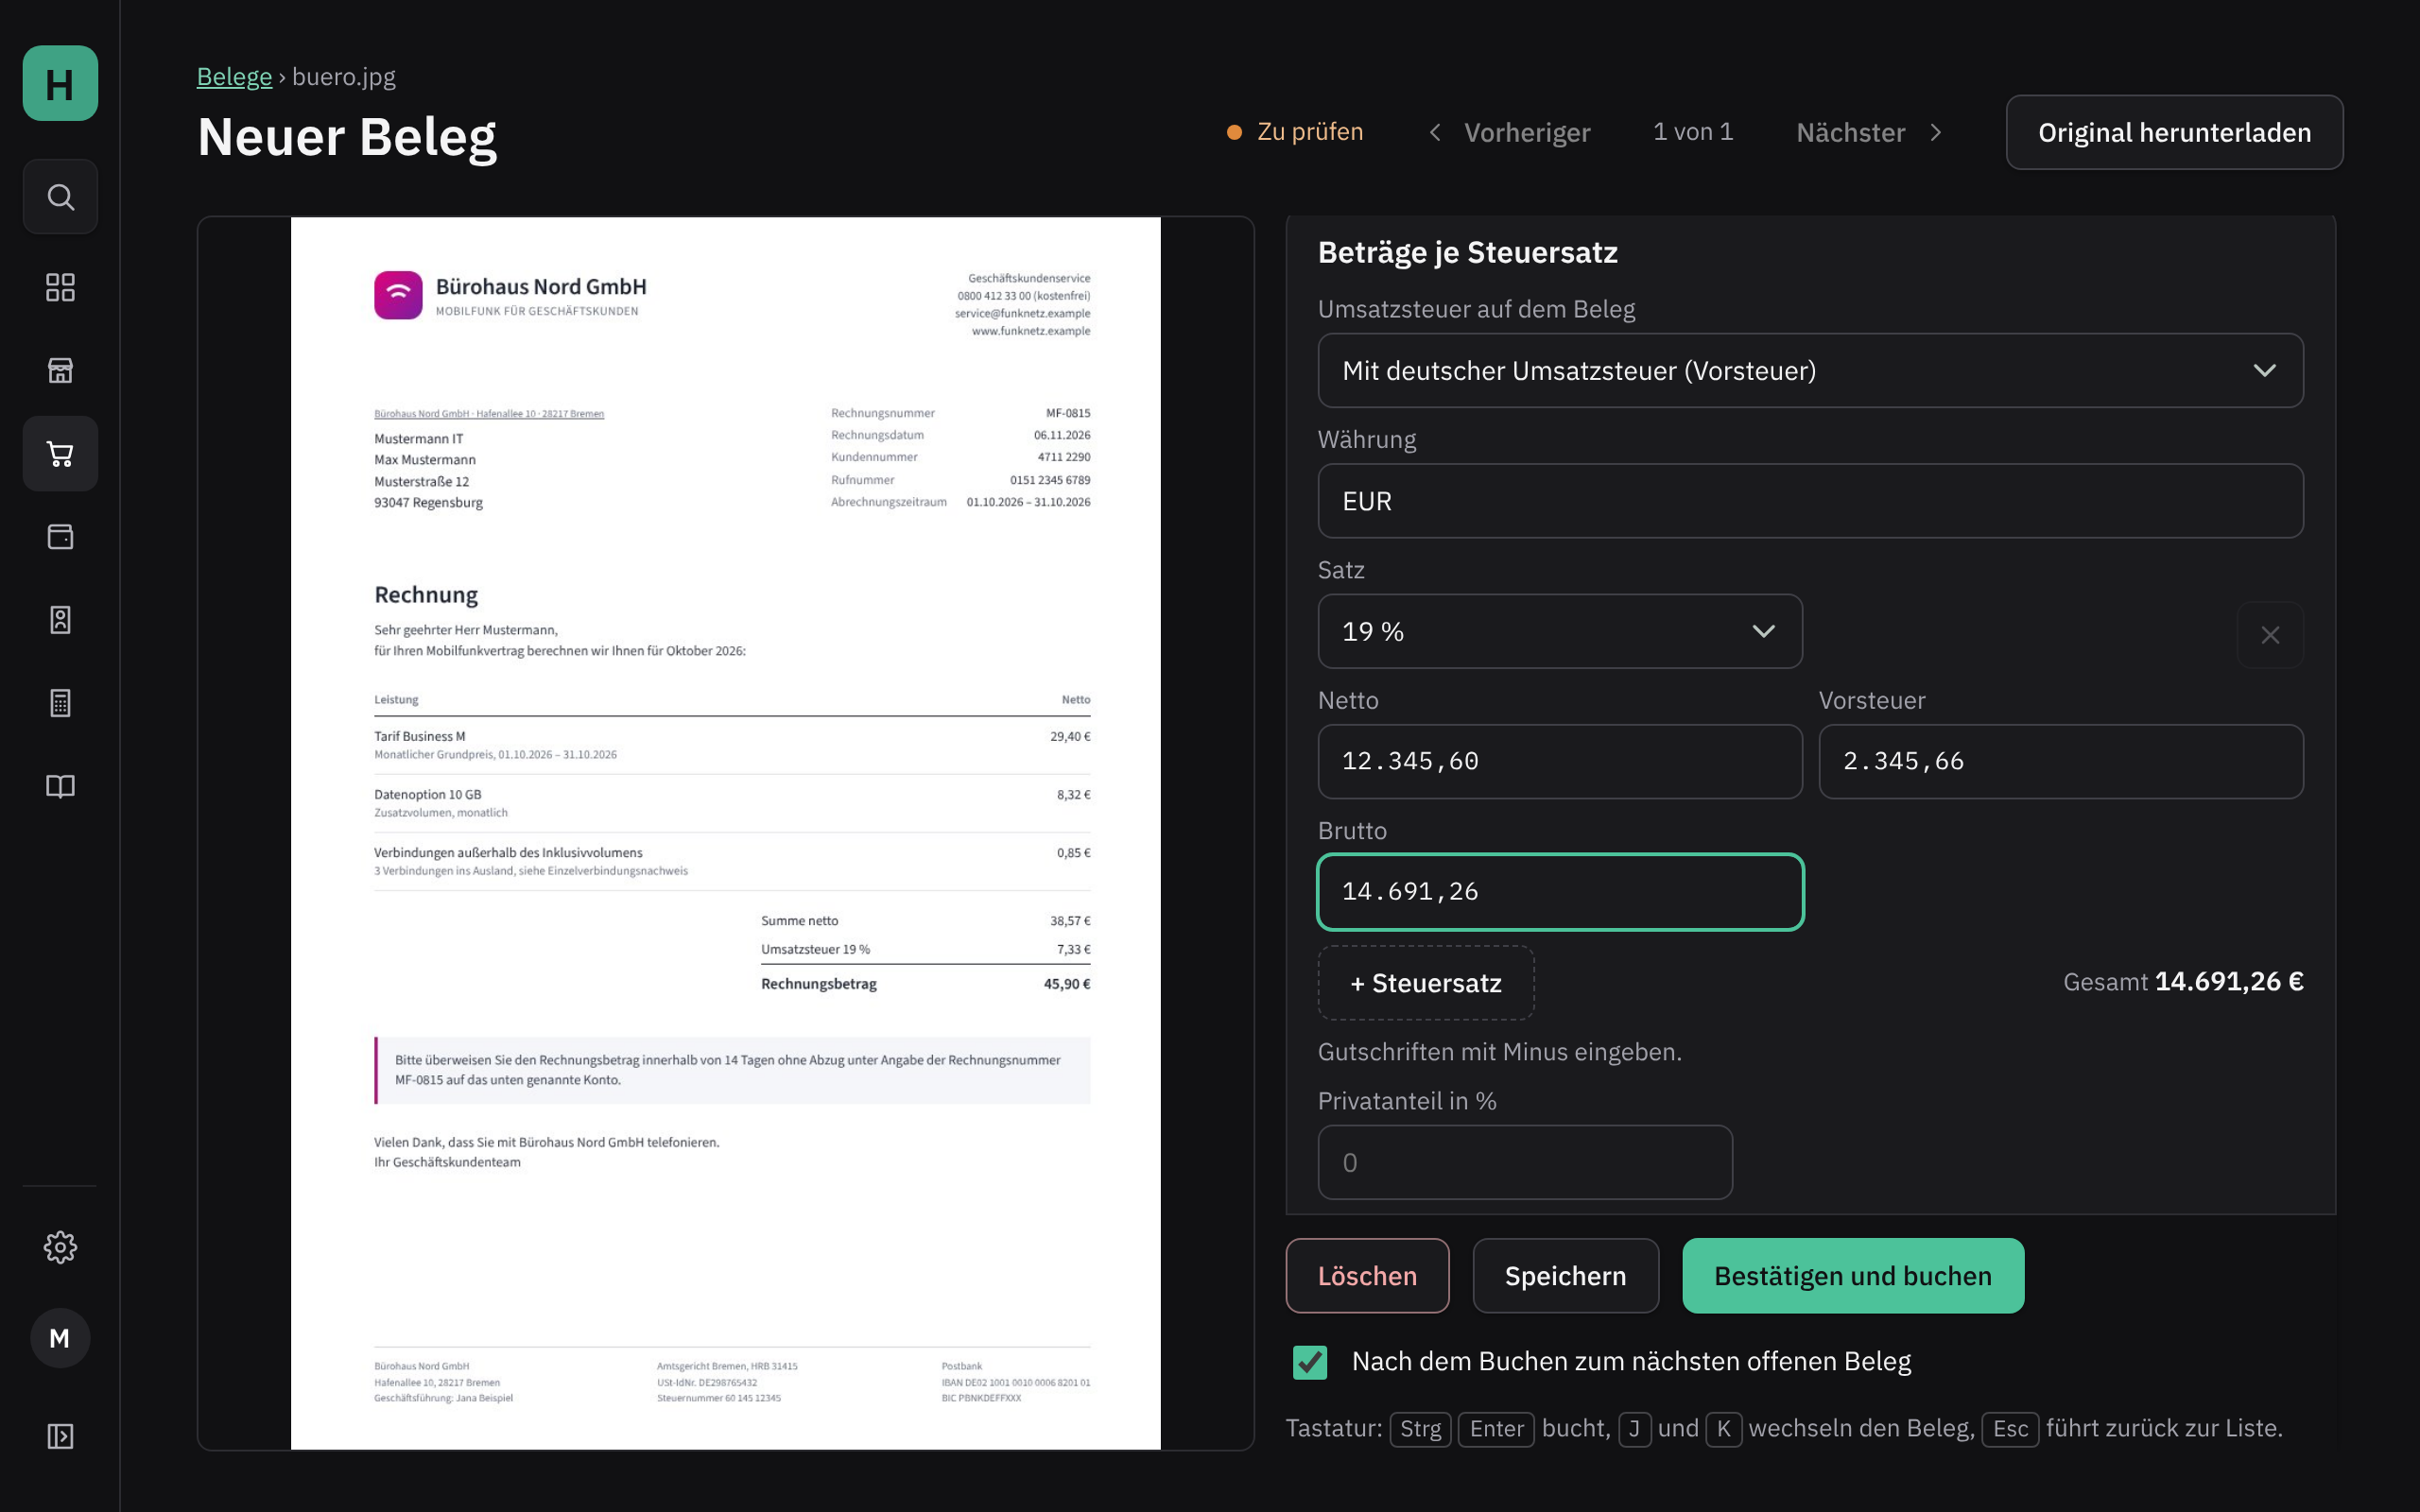 H
Belege › buero.jpg
Neuer Beleg
Zu prüfen
Vorheriger
1 von 1
Nächster
Original herunterladen
Bürohaus Nord GmbH
MOBILFUNK FÜR GESCHÄFTSKUNDEN
Geschäftskundenservice
0800 412 33 00 (kostenfrei)
service@funknetz.example
www.funknetz.example
Bürohaus Nord GmbH · Hafenallee 10 · 28217 Bremen
Mustermann IT
Max Mustermann
Musterstraße 12
93047 Regensburg
Rechnungsnummer MF-0815
Rechnungsdatum 06.11.2026
Kundennummer 4711 2290
Rufnummer 0151 2345 6789
Abrechnungszeitraum 01.10.2026 – 31.10.2026
Rechnung
Sehr geehrter Herr Mustermann,
für Ihren Mobilfunkvertrag berechnen wir Ihnen für Oktober 2026:
Leistung Netto
Tarif Business M 29,40 €
Monatlicher Grundpreis, 01.10.2026 – 31.10.2026
Datenoption 10 GB 8,32 €
Zusatzvolumen, monatlich
Verbindungen außerhalb des Inklusivvolumens 0,85 €
3 Verbindungen ins Ausland, siehe Einzelverbindungsnachweis
Summe netto 38,57 €
Umsatzsteuer 19 % 7,33 €
Rechnungsbetrag 45,90 €
Bitte überweisen Sie den Rechnungsbetrag innerhalb von 14 Tagen ohne Abzug unter Angabe der Rechnungsnummer
MF-0815 auf das unten genannte Konto.
Vielen Dank, dass Sie mit Bürohaus Nord GmbH telefonieren.
Ihr Geschäftskundenteam
Bürohaus Nord GmbH
Hafenallee 10, 28217 Bremen
Geschäftsführung: Jana Beispiel
Amtsgericht Bremen, HRB 31415
USt-IdNr. DE298765432
Steuernummer 60 145 12345
Postbank
IBAN DE02 1001 0010 0006 8201 01
BIC PBNKDEFFXXX
Beträge je Steuersatz
Umsatzsteuer auf dem Beleg
Mit deutscher Umsatzsteuer (Vorsteuer)
Währung
EUR
Satz
19 %
Netto
12.345,60
Vorsteuer
2.345,66
Brutto
14.691,26
+ Steuersatz
Gesamt 14.691,26 €
Gutschriften mit Minus eingeben.
Privatanteil in %
0
Löschen
Speichern
Bestätigen und buchen
Nach dem Buchen zum nächsten offenen Beleg
Tastatur: Strg Enter bucht, J und K wechseln den Beleg, Esc führt zurück zur Liste.
M